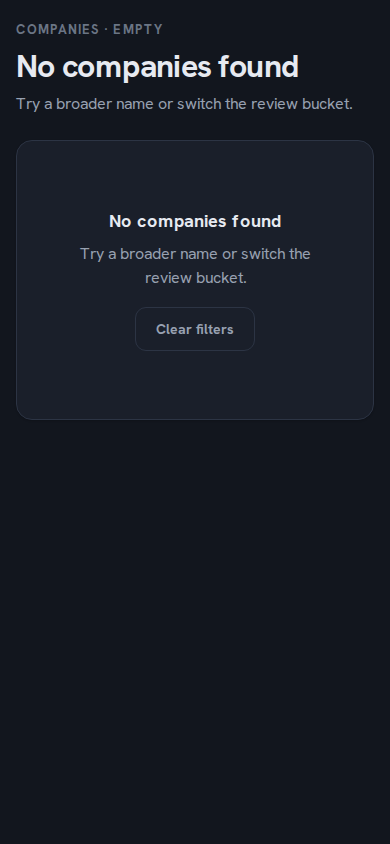 COMPANIES · EMPTY
No companies found
Try a broader name or switch the review bucket.
No companies found
Try a broader name or switch the
review bucket.
Clear filters